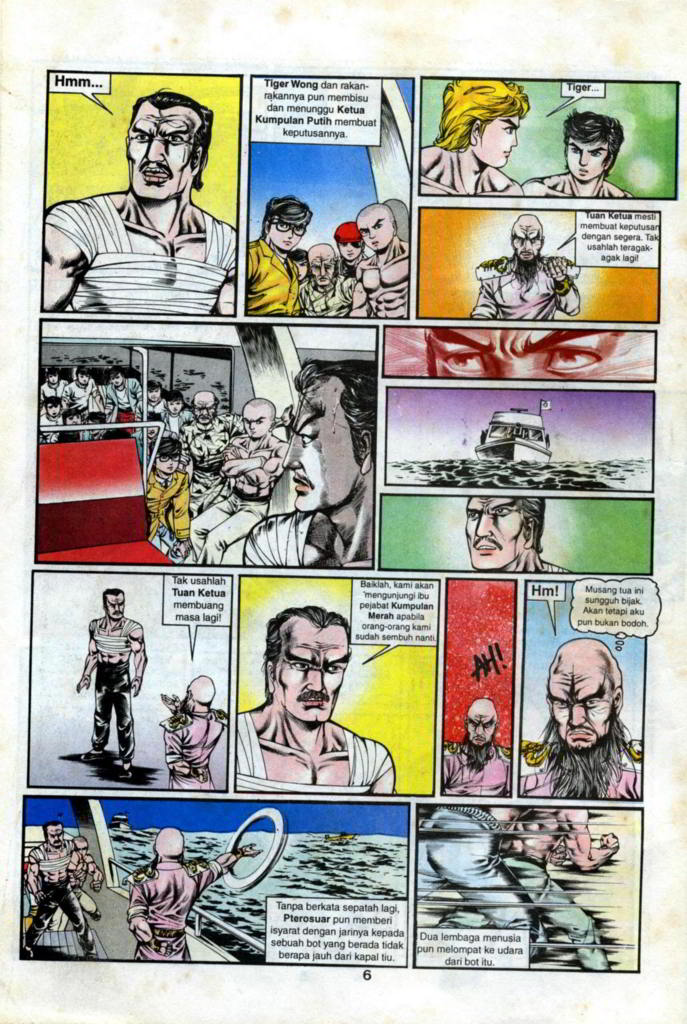 Hmm...
Tiger Wong dan rakan-
rakannya pun membisu
dan menunggu Ketua
Kumpulan Putih membuat
keputusannya.
Tiger...
Tuan Ketua mesti
membuat keputusan
dengan segera. Tak
usahlah teragak-
agak lagi!
Tak usahlah
Tuan Ketua
membuang
masa lagi!
Baiklah, kami akan
'mengunjungi ibu
pejabat Kumpulan
Merah apabila
orang-orang kami
sudah sembuh nanti.
AH!
Hm!
Musang tua ini
sungguh bijak.
Akan tetapi aku
pun bukan bodoh.
Tanpa berkata sepatah lagi,
Pterosuar pun memberi
isyarat dengan jarinya kepada
sebuah bot yang berada tidak
berapa jauh dari kapal tiu.
Dua lembaga menusia
pun melompat ke udara
dari bot itu.
6